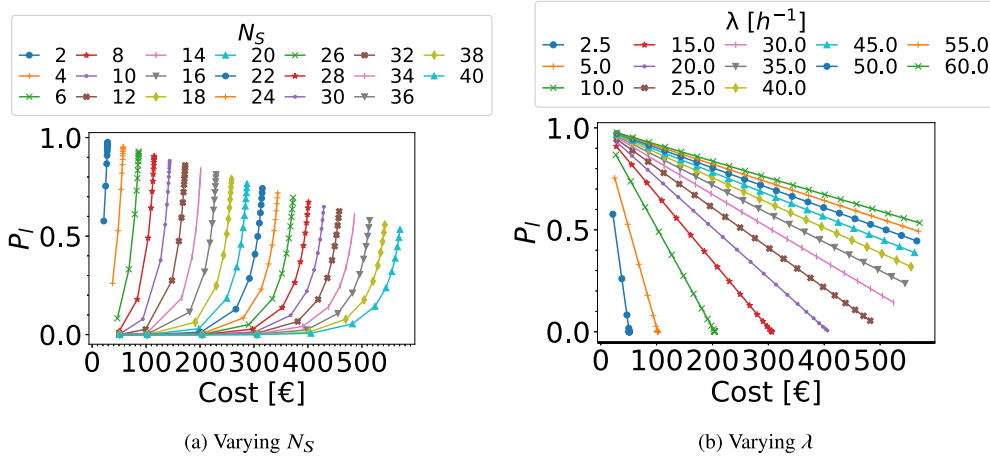 N_S
2 8 14 20 26 32 38
4 10 16 22 28 34 40
6 12 18 24 30 36
P_l
1.0
0.5
0.0
0 100 200 300 400 500
Cost [€]
(a) Varying N_S
λ [h⁻¹]
2.5 15.0 30.0 45.0 55.0
5.0 20.0 35.0 50.0 60.0
10.0 25.0 40.0
P_l
1.0
0.5
0.0
0 100 200 300 400 500
Cost [€]
(b) Varying λ